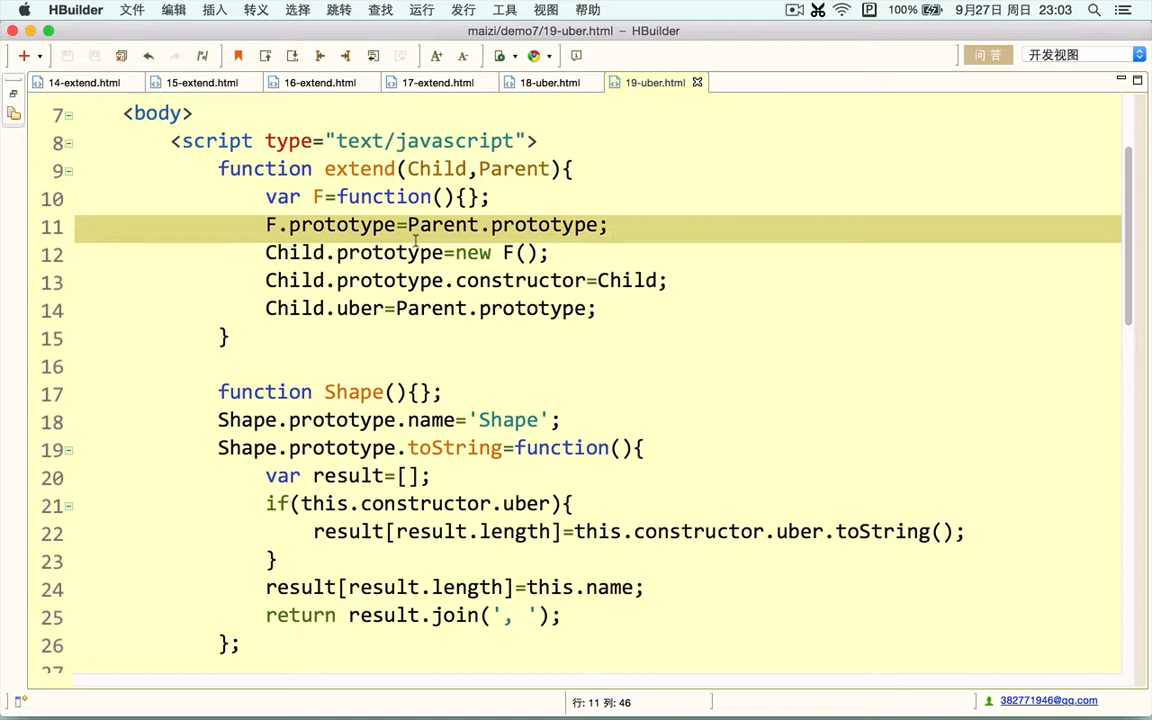 HBuilder 文件 编辑 插入 转义 选择 跳转 查找 运行 发行 工具 视图 帮助 100% 9月27日 周日 23:03
maizi/demo7/19-uber.html – HBuilder
问答 开发视图
14-extend.html 15-extend.html 16-extend.html 17-extend.html 18-uber.html 19-uber.html
7 <body>
8 <script type="text/javascript">
9 function extend(Child,Parent){
10 var F=function(){};
11 F.prototype=Parent.prototype;
12 Child.prototype=new F();
13 Child.prototype.constructor=Child;
14 Child.uber=Parent.prototype;
15 }
16
17 function Shape(){};
18 Shape.prototype.name='Shape';
19 Shape.prototype.toString=function(){
20 var result=[];
21 if(this.constructor.uber){
22 result[result.length]=this.constructor.uber.toString();
23 }
24 result[result.length]=this.name;
25 return result.join(', ');
26 };
27
行: 11 列: 46
382771946@qq.com